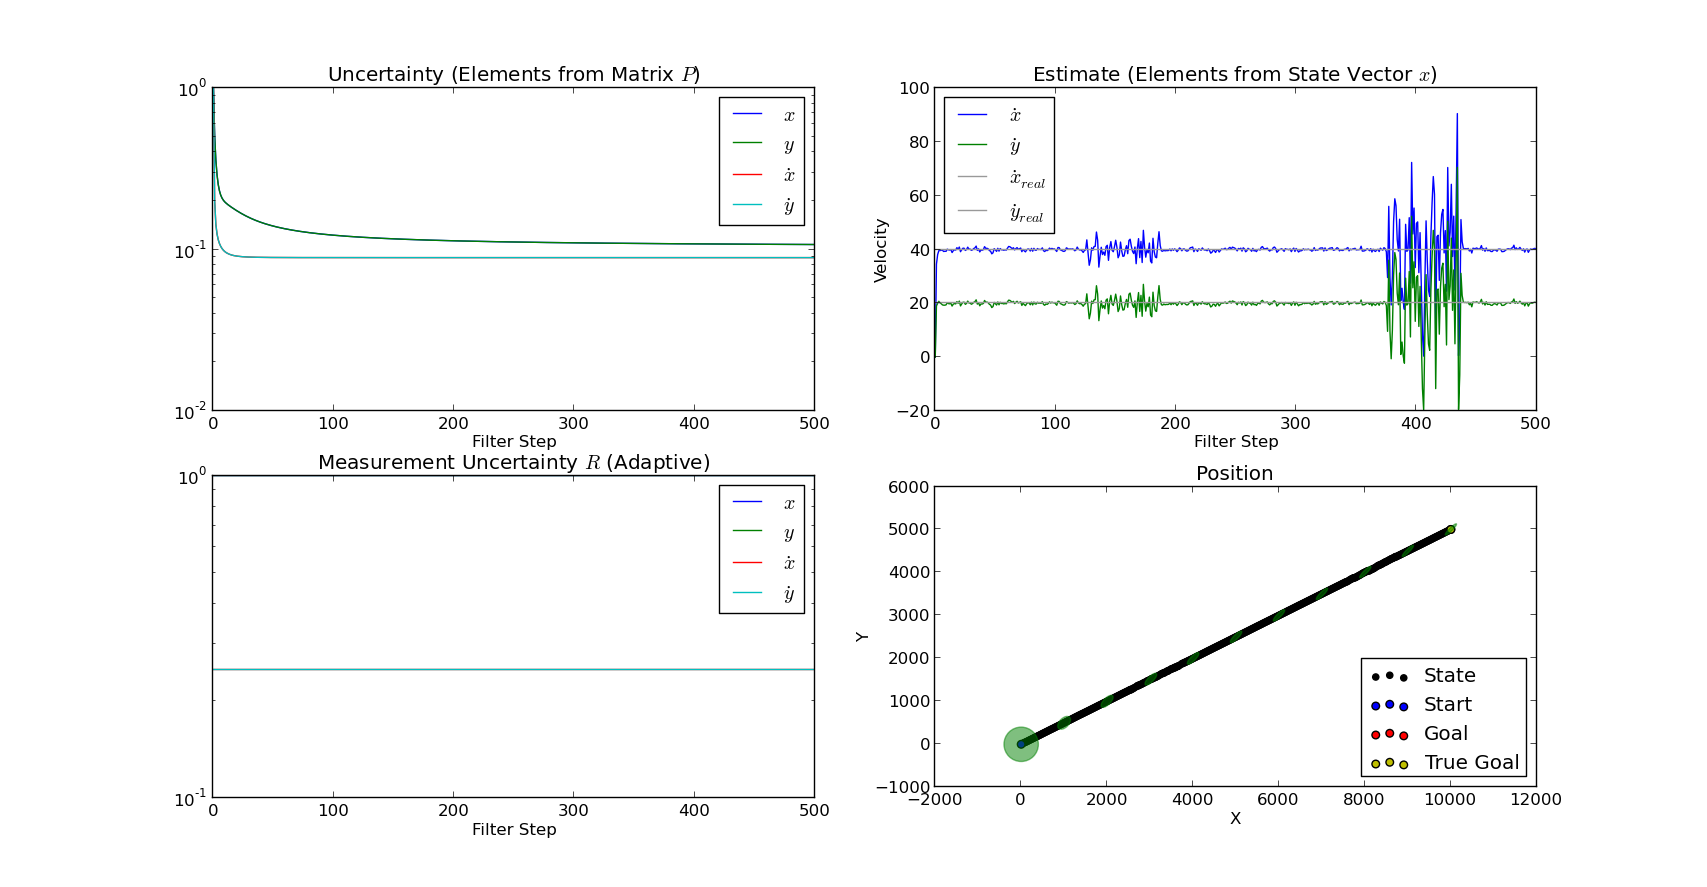 Uncertainty (Elements from Matrix P)
10^0
10^-1
10^-2
x
y
ẋ
ẏ
0 100 200 300 400 500
Filter Step
Estimate (Elements from State Vector x)
100
80
60
40
20
0
−20
Velocity
ẋ
ẏ
ẋ_real
ẏ_real
0 100 200 300 400 500
Filter Step
Measurement Uncertainty R (Adaptive)
10^0
10^-1
x
y
ẋ
ẏ
0 100 200 300 400 500
Filter Step
Position
6000
5000
4000
3000
2000
1000
0
−1000
Y
State
Start
Goal
True Goal
−2000 0 2000 4000 6000 8000 10000 12000
X